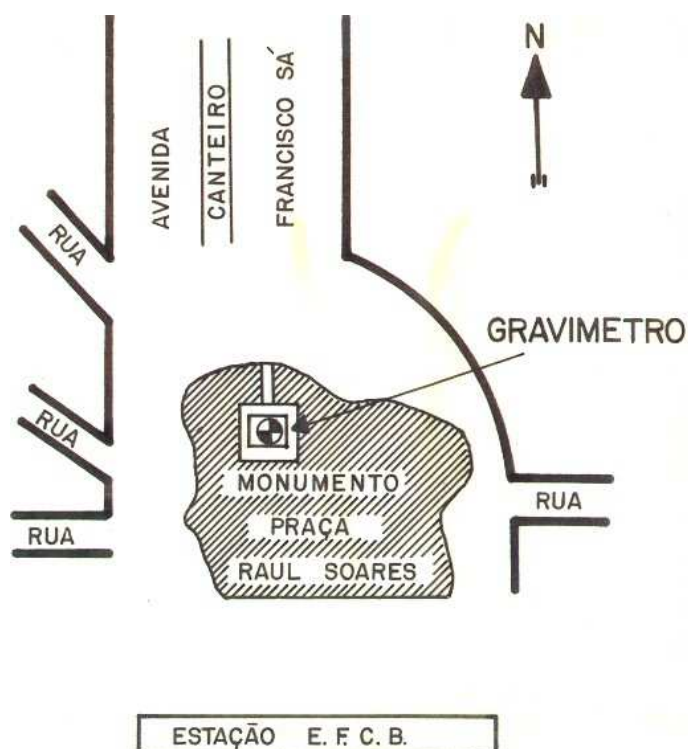 N
AVENIDA
CANTEIRO
FRANCISCO SÁ
RUA
GRAVIMETRO
RUA
MONUMENTO
RUA
PRAÇA
RUA
RAUL SOARES
ESTAÇÃO E. F. C. B.